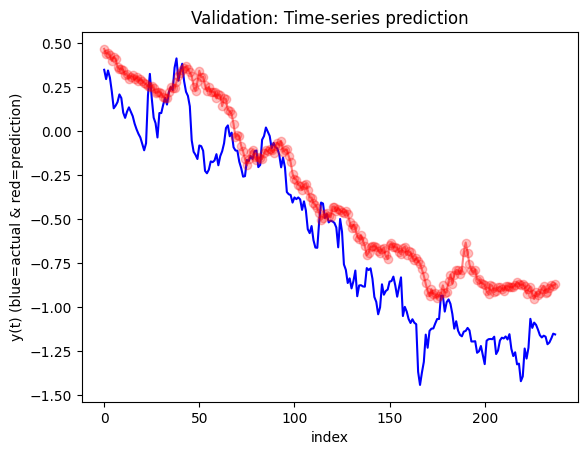 Validation: Time-series prediction
y(t) (blue=actual & red=prediction)
0.50
0.25
0.00
−0.25
−0.50
−0.75
−1.00
−1.25
−1.50
0 50 100 150 200
index